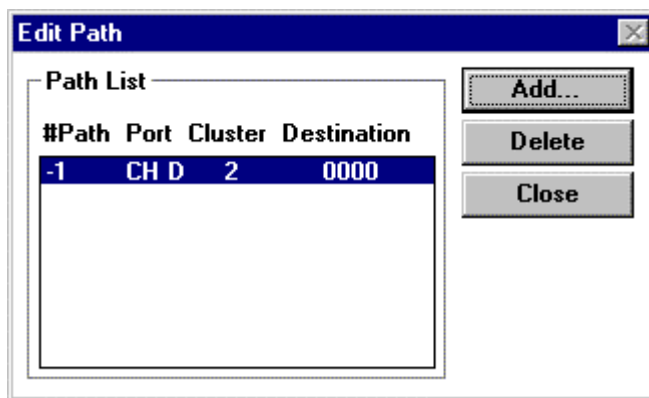 Edit Path
Path List
#Path Port Cluster Destination
-1 CH D 2 0000
Add...
Delete
Close